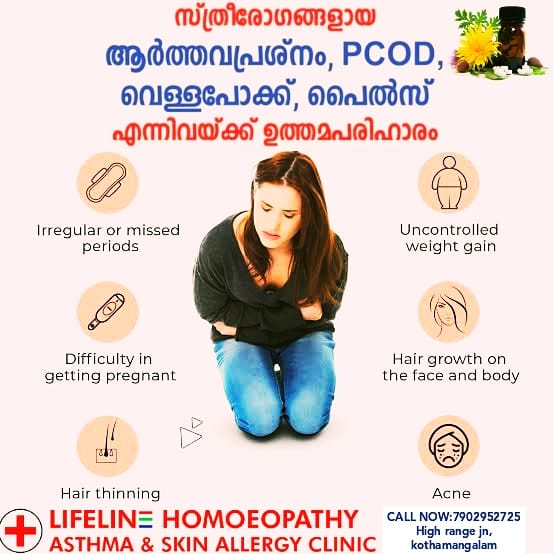 സ്ത്രീരോഗങ്ങളായ
ആർത്തവപ്രശ്നം, PCOD,
വെള്ളപോക്ക്, പൈൽസ്
എന്നിവയ്ക്ക് ഉത്തമപരിഹാരം
Irregular or missed
periods
Uncontrolled
weight gain
Difficulty in
getting pregnant
Hair growth on
the face and body
Hair thinning
Acne
LIFELINE HOMOEOPATHY
ASTHMA & SKIN ALLERGY CLINIC
CALL NOW:7902952725
High range jn,
kothamangalam